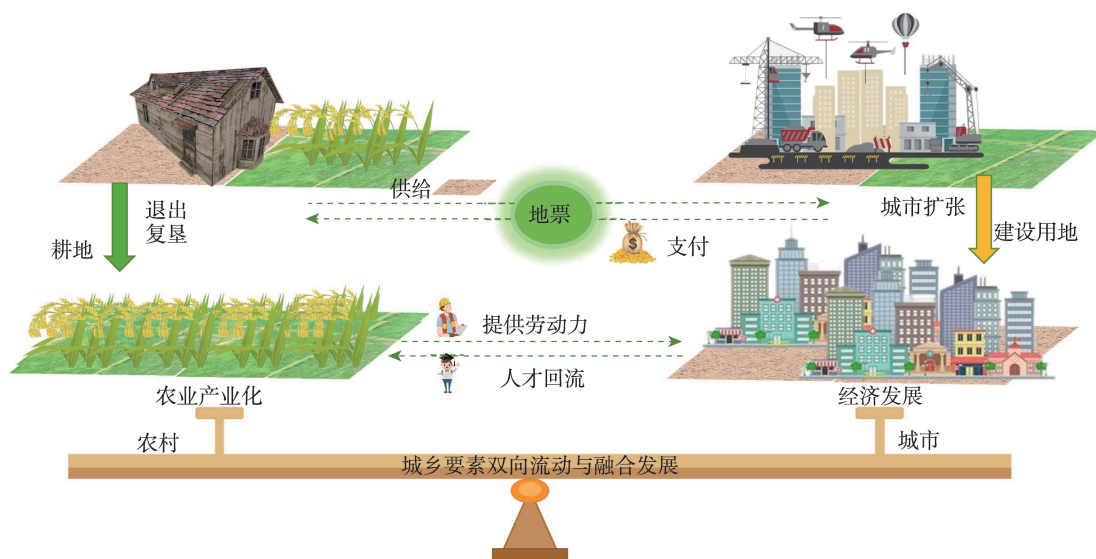 供给
地票
支付
退出
复垦
耕地
城市扩张
建设用地
提供劳动力
人才回流
农业产业化
经济发展
农村
城市
城乡要素双向流动与融合发展